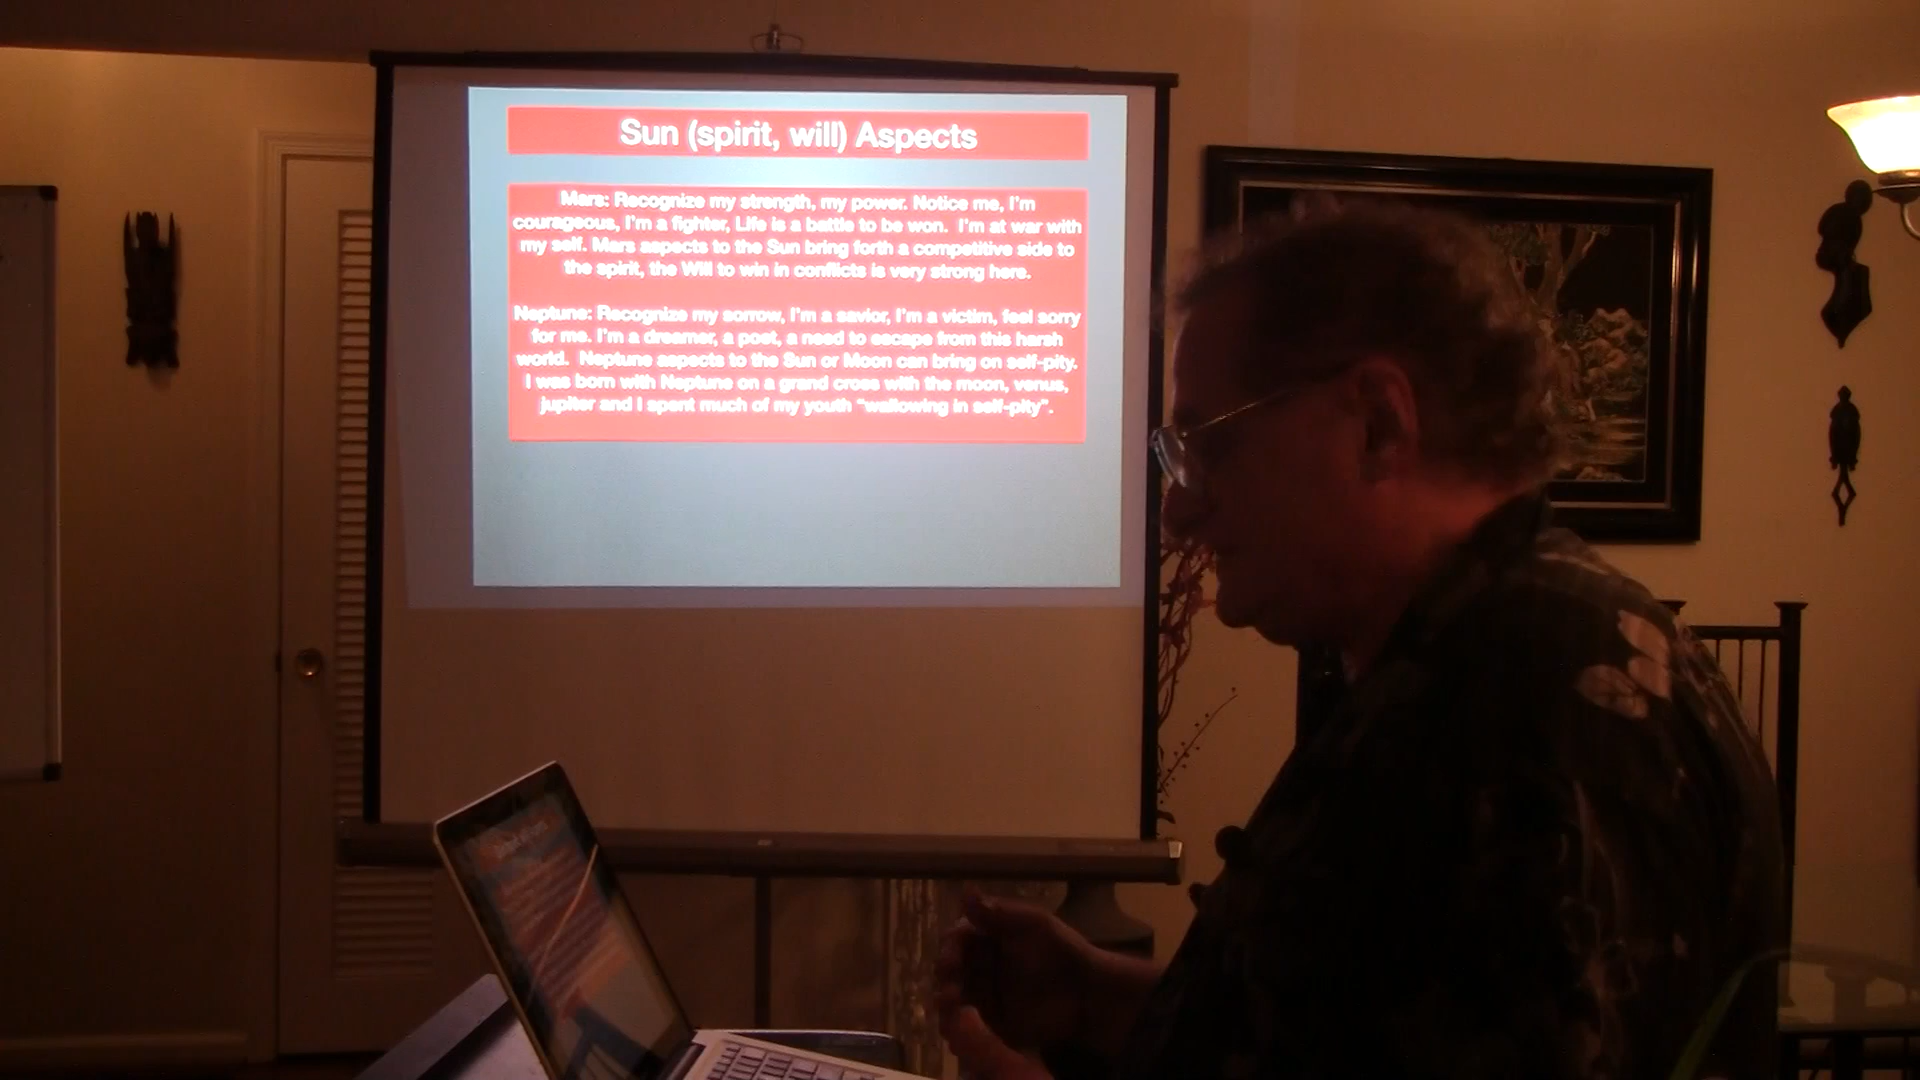 Sun (spirit, will) Aspects
Mars: Recognize my strength, my power. Notice me, I'm
courageous, I'm a fighter, Life is a battle to be won.  I'm at war with
my self. Mars aspects to the Sun bring forth a competitive side to
the spirit, the Will to win in conflicts is very strong here.
Neptune: Recognize my sorrow, I'm a savior, I'm a victim, feel sorry
for me. I'm a dreamer, a poet, a need to escape from this harsh
world.  Neptune aspects to the Sun or Moon can bring on self-pity.
I was born with Neptune on a grand cross with the moon, venus,
jupiter and I spent much of my youth "wallowing in self-pity".